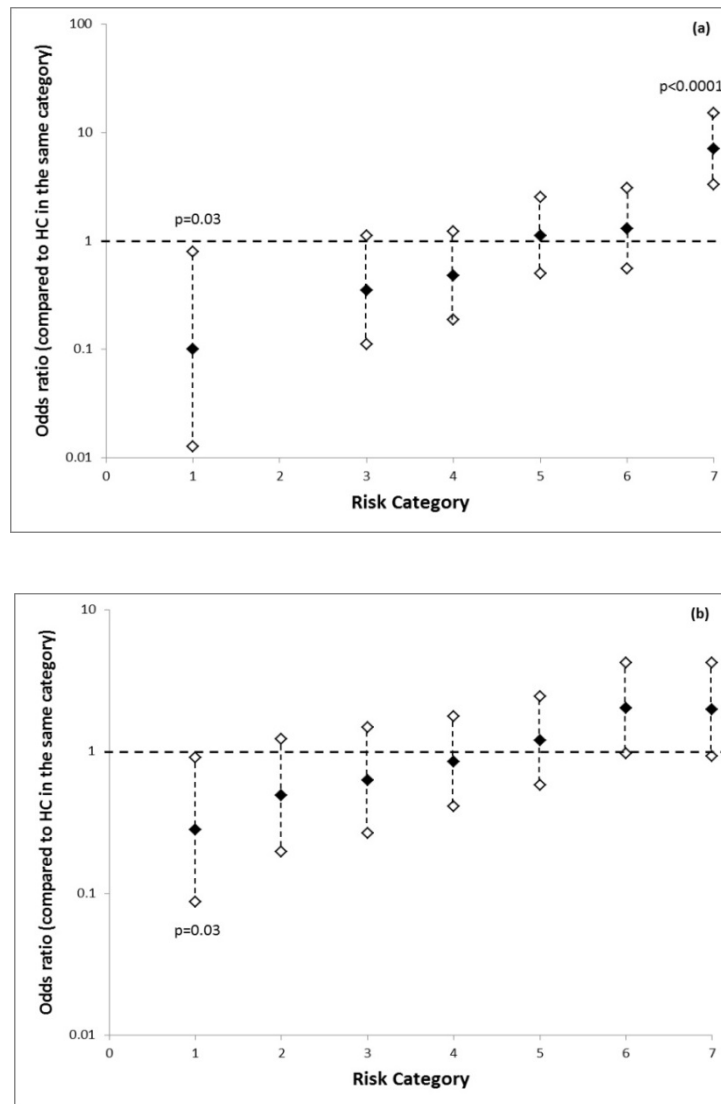 (a)
100
p<0.0001
10
p=0.03
1
0.1
0.01
0 1 2 3 4 5 6 7
Odds ratio (compared to HC in the same category)
Risk Category
(b)
10
1
0.1
p=0.03
0.01
0 1 2 3 4 5 6 7
Odds ratio (compared to HC in the same category)
Risk Category